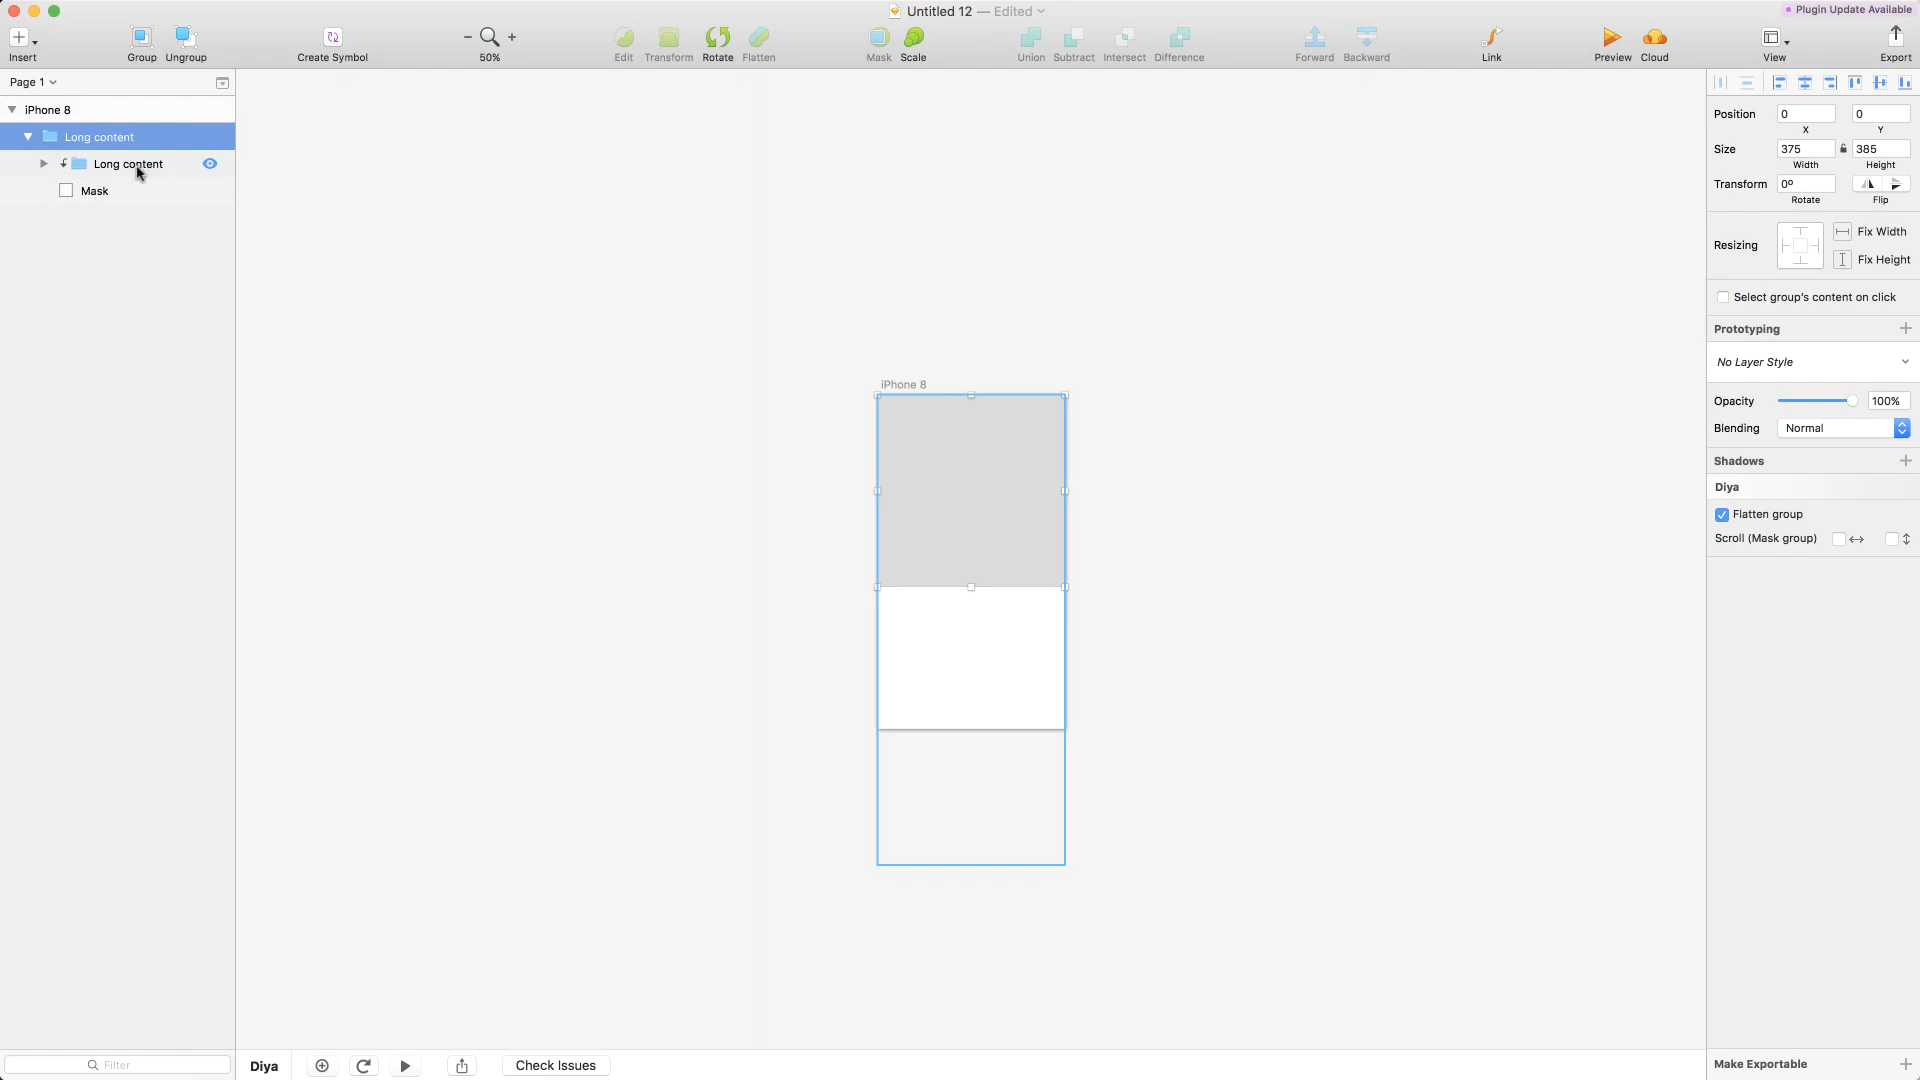 Untitled 12 — Edited
Plugin Update Available
Insert
Group
Ungroup
Create Symbol
50%
Edit
Transform
Rotate
Flatten
Mask
Scale
Union
Subtract
Intersect
Difference
Forward
Backward
Link
Preview
Cloud
View
Export
Page 1
iPhone 8
Long content
Long content
Mask
iPhone 8
Position
0
0
X
Y
Size
375
385
Width
Height
Transform
0º
Rotate
Flip
Resizing
Fix Width
Fix Height
Select group's content on click
Prototyping
No Layer Style
Opacity
100%
Blending
Normal
Shadows
Diya
Flatten group
Scroll (Mask group)
Filter
Diya
Check Issues
Make Exportable